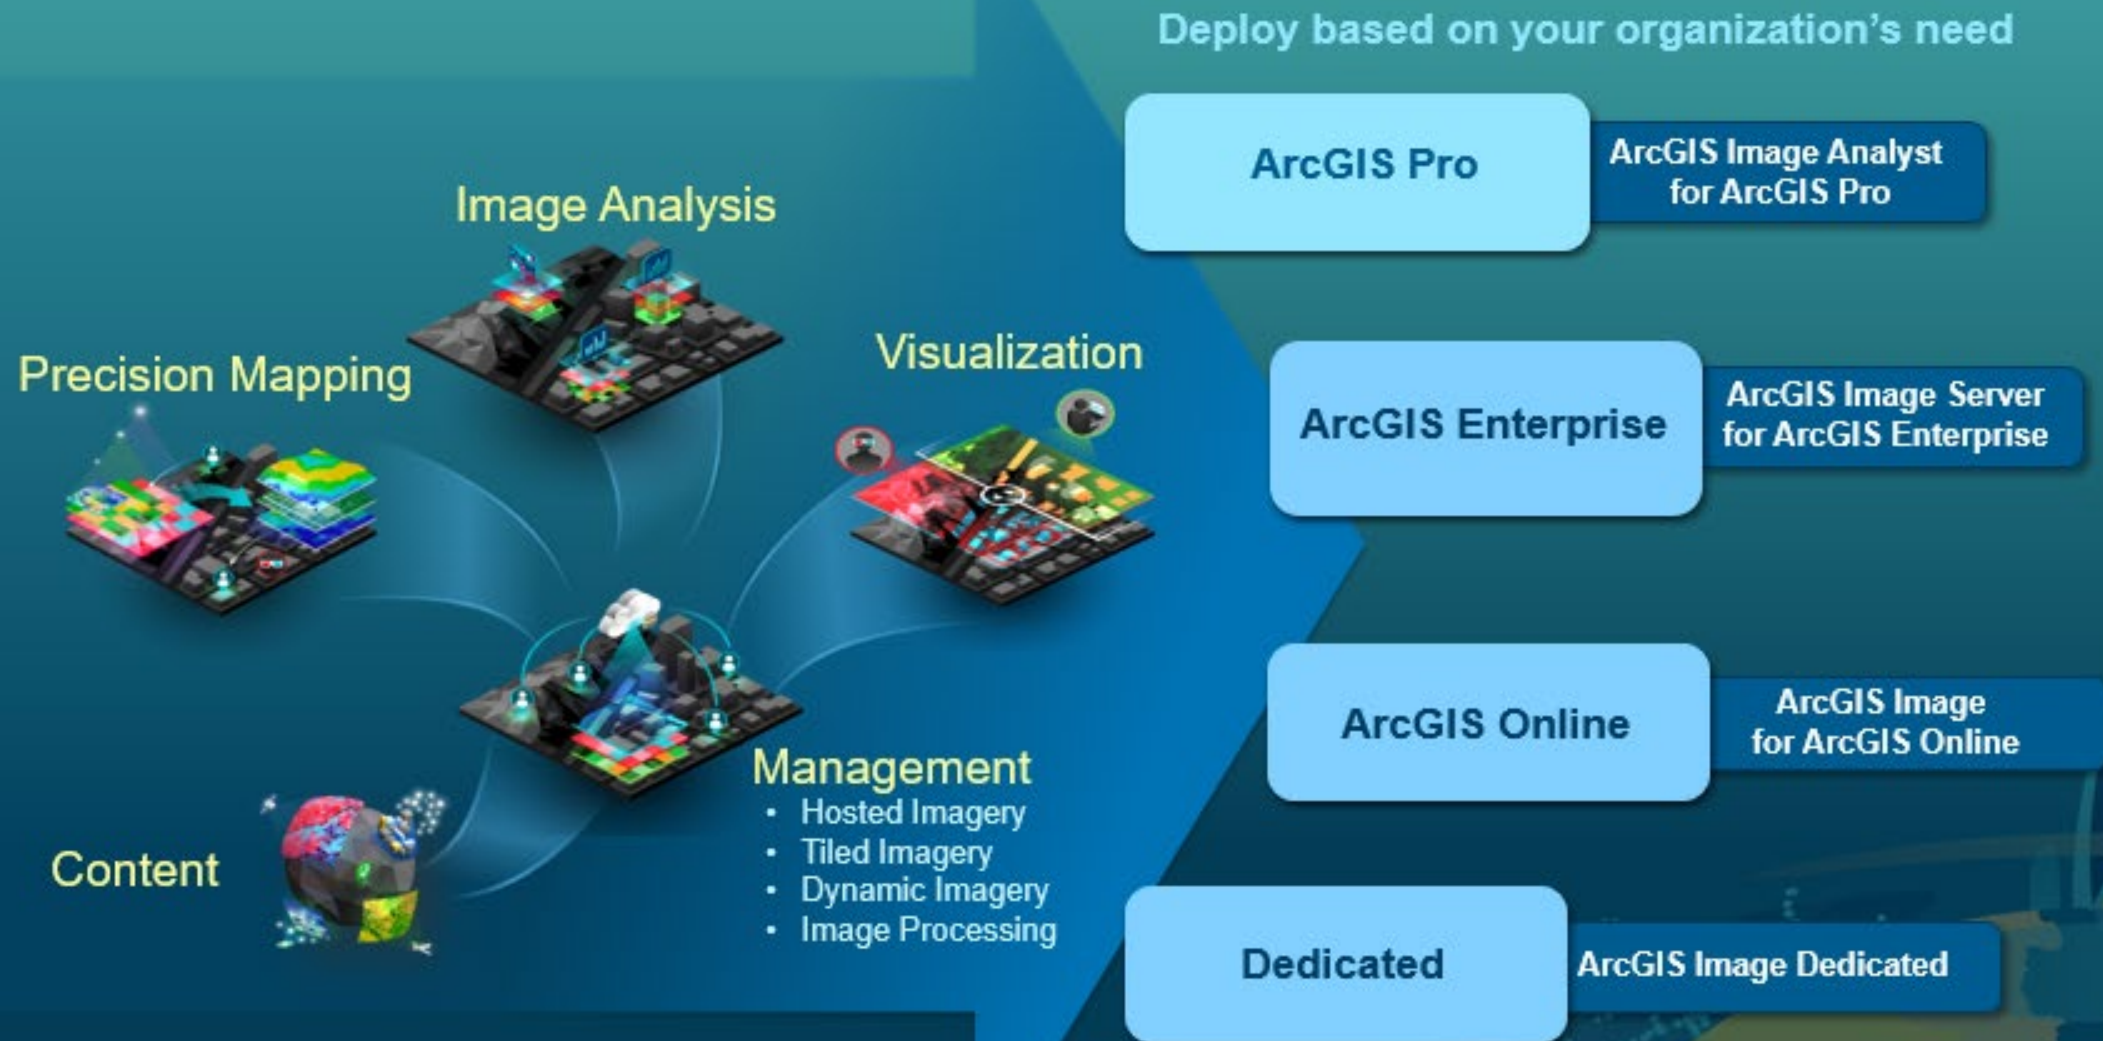 Deploy based on your organization's need
Image Analysis
Precision Mapping
Visualization
Management
• Hosted Imagery
• Tiled Imagery
• Dynamic Imagery
• Image Processing
Content
ArcGIS Pro
ArcGIS Image Analyst
for ArcGIS Pro
ArcGIS Enterprise
ArcGIS Image Server
for ArcGIS Enterprise
ArcGIS Online
ArcGIS Image
for ArcGIS Online
Dedicated
ArcGIS Image Dedicated